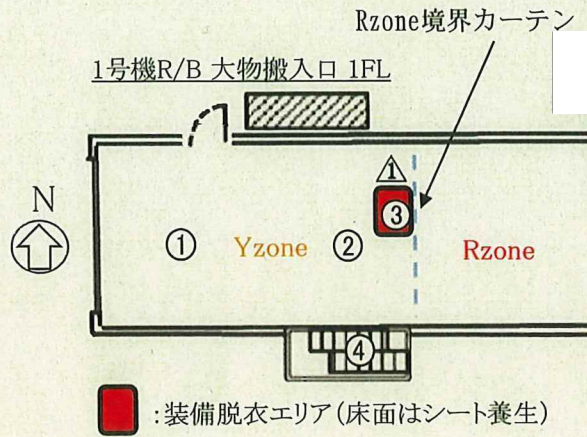 Rzone境界カーテン
1号機R/B 大物搬入口 1FL
N
1
③
①
Yzone
②
Rzone
④
:装備脱衣エリア(床面はシート養生)